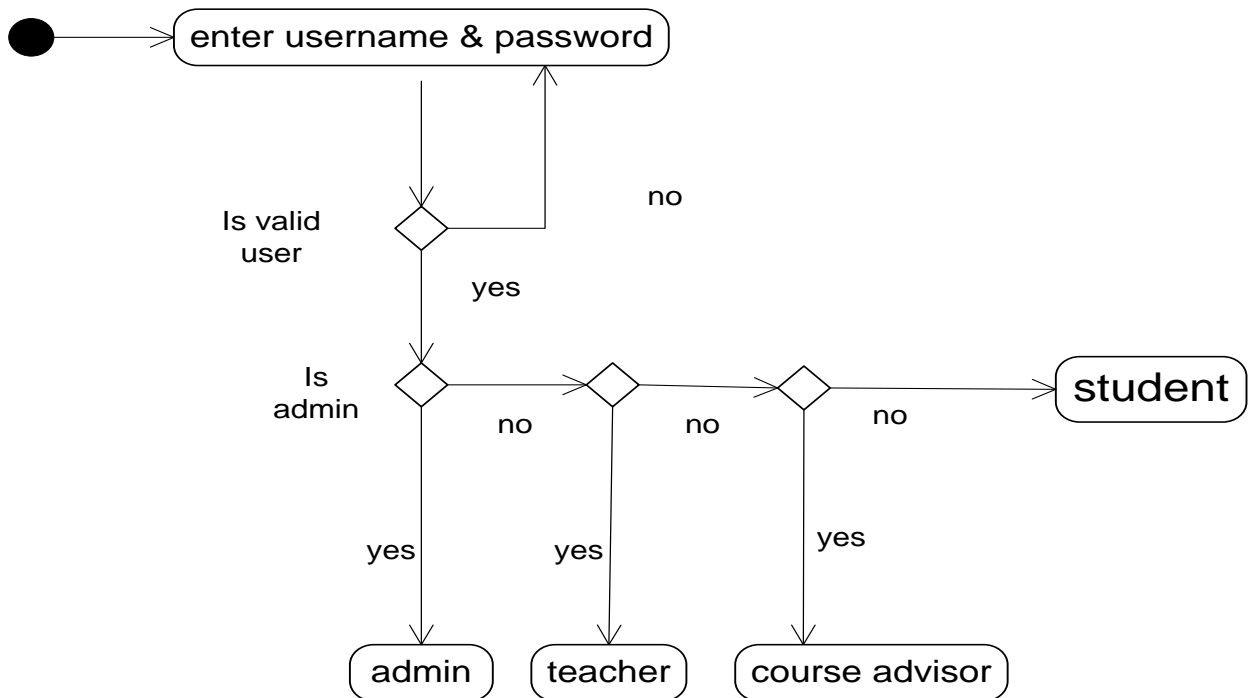 enter username & password
no
Is valid
user
yes
Is
admin
no
no
no
student
yes
yes
yes
admin
teacher
course advisor